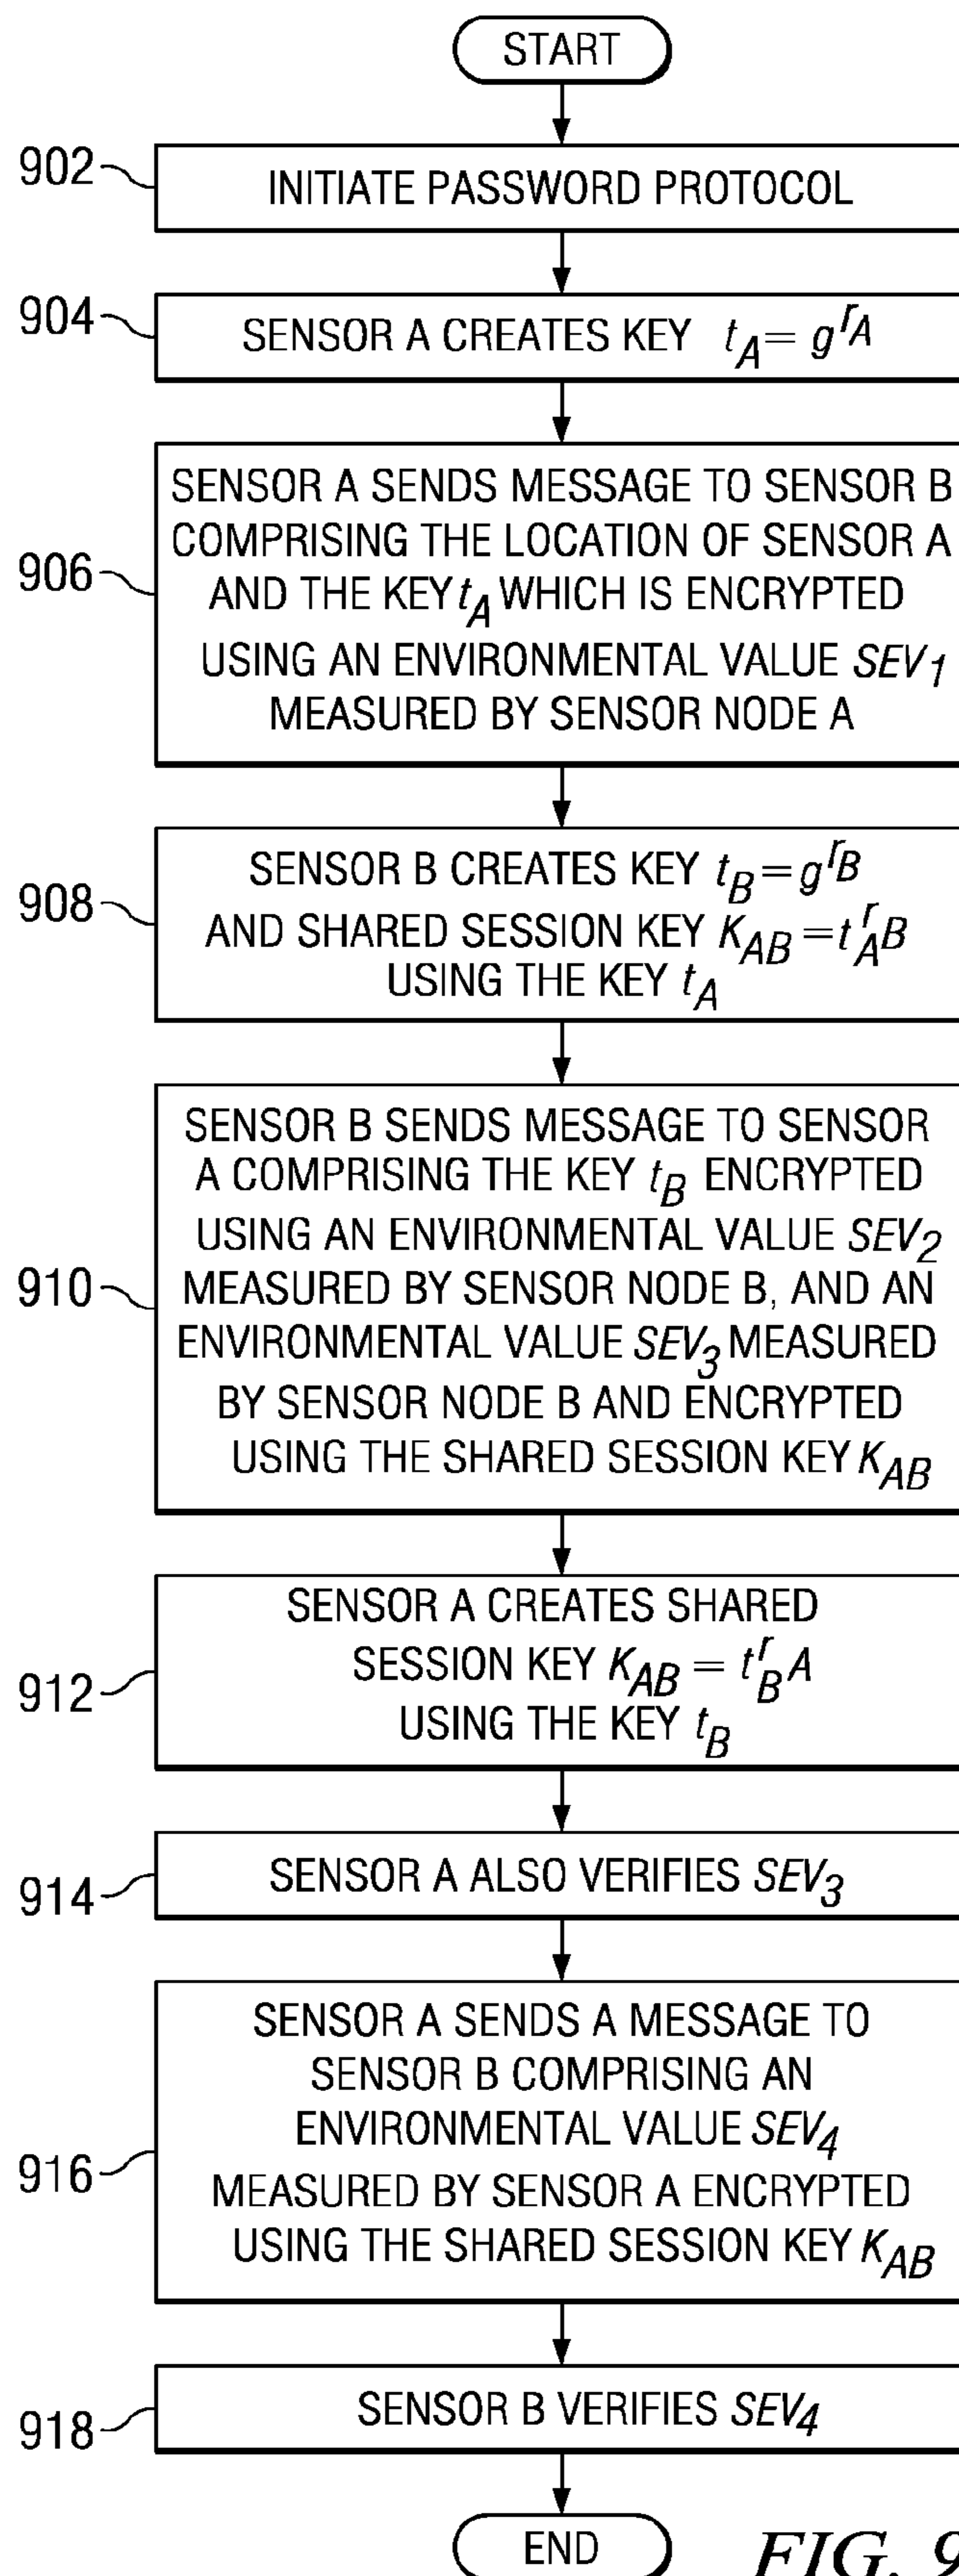 START
902
INITIATE PASSWORD PROTOCOL
904
SENSOR A CREATES KEY t_A = g^r_A
906
SENSOR A SENDS MESSAGE TO SENSOR B
COMPRISING THE LOCATION OF SENSOR A
AND THE KEY t_A WHICH IS ENCRYPTED
USING AN ENVIRONMENTAL VALUE SEV_1
MEASURED BY SENSOR NODE A
908
SENSOR B CREATES KEY t_B = g^r_B
AND SHARED SESSION KEY K_AB = t_A^r_B
USING THE KEY t_A
910
SENSOR B SENDS MESSAGE TO SENSOR
A COMPRISING THE KEY t_B ENCRYPTED
USING AN ENVIRONMENTAL VALUE SEV_2
MEASURED BY SENSOR NODE B, AND AN
ENVIRONMENTAL VALUE SEV_3 MEASURED
BY SENSOR NODE B AND ENCRYPTED
USING THE SHARED SESSION KEY K_AB
912
SENSOR A CREATES SHARED
SESSION KEY K_AB = t_B^r_A
USING THE KEY t_B
914
SENSOR A ALSO VERIFIES SEV_3
916
SENSOR A SENDS A MESSAGE TO
SENSOR B COMPRISING AN
ENVIRONMENTAL VALUE SEV_4
MEASURED BY SENSOR A ENCRYPTED
USING THE SHARED SESSION KEY K_AB
918
SENSOR B VERIFIES SEV_4
END
FIG. 9